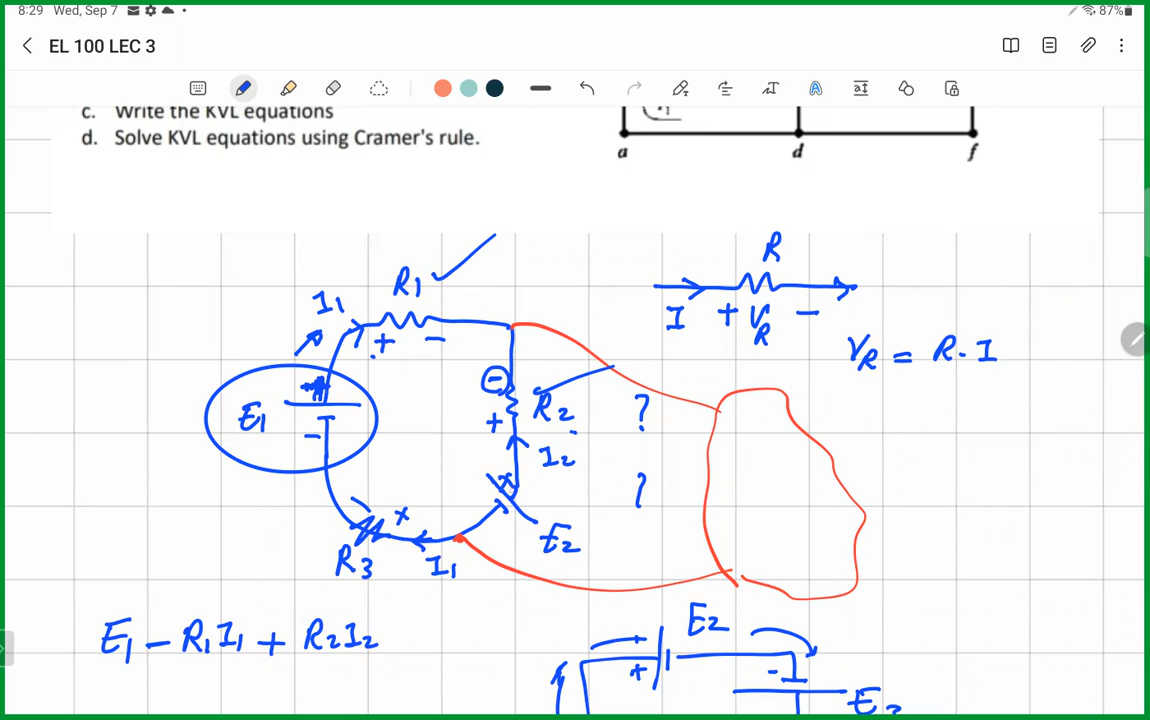 8:29 Wed, Sep 7
87%
EL 100 LEC 3
c. Write the KVL equations
d. Solve KVL equations using Cramer's rule.
a d f
R1
I1
+ -
E1
-
- 
+
R2
I2
?
?
E2
R3
+
I1
R
I + VR -
VR = R·I
E1 - R1I1 + R2I2
E2
+
+
-